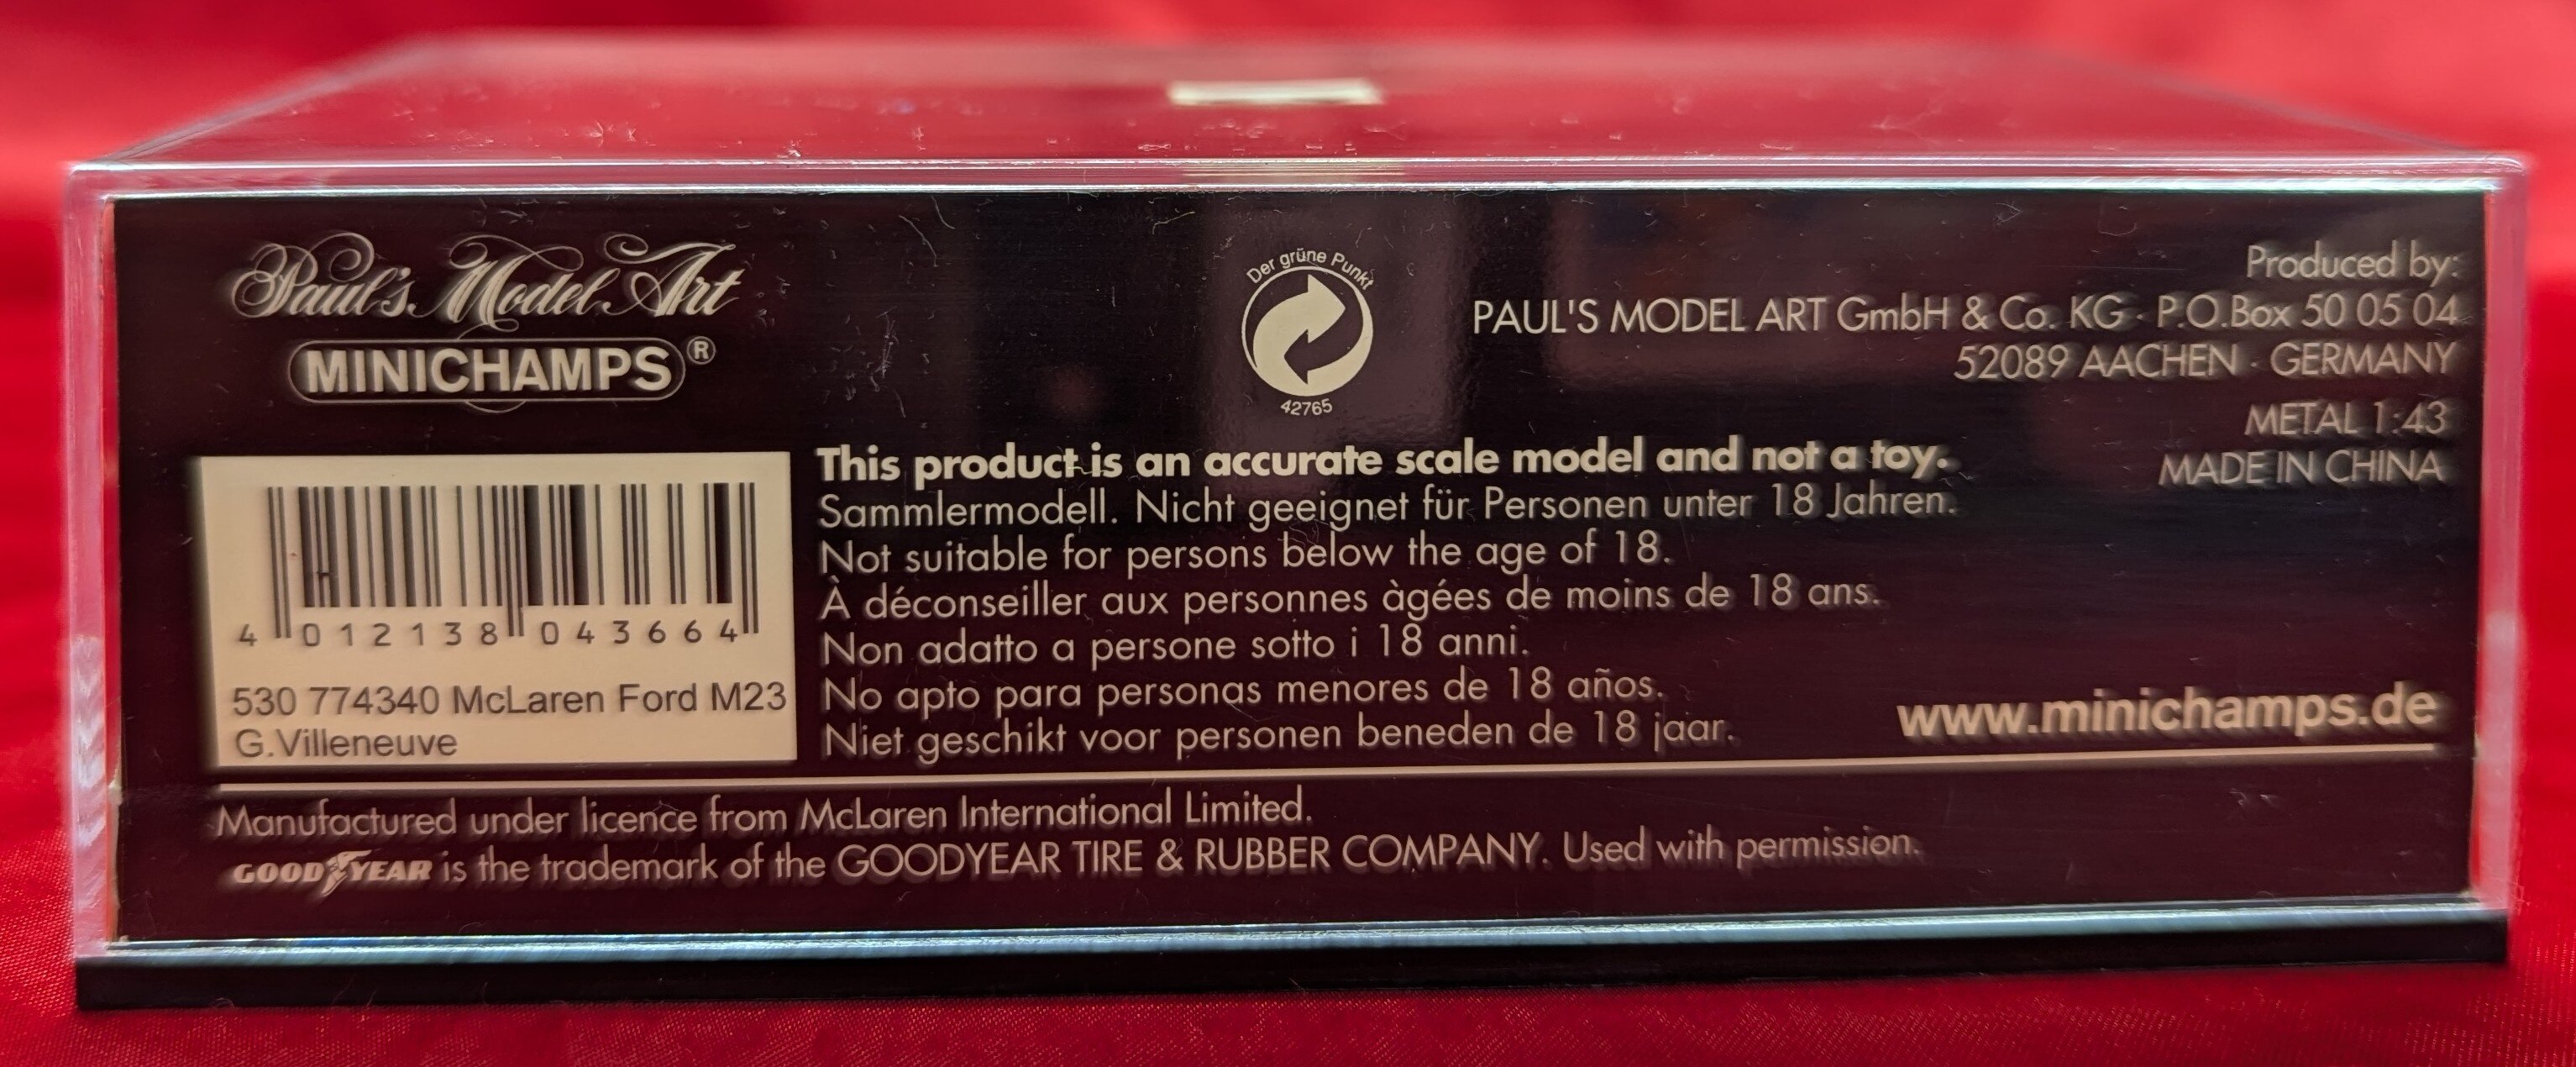 Paul's Model Art
MINICHAMPS®
Der grüne Punkt
42765
Produced by:
PAUL'S MODEL ART GmbH & Co. KG · P.O.Box 50 05 04
52089 AACHEN · GERMANY
METAL 1:43
MADE IN CHINA
4 012138 043664
530 774340 McLaren Ford M23
G.Villeneuve
This product is an accurate scale model and not a toy.
Sammlermodell. Nicht geeignet für Personen unter 18 Jahren.
Not suitable for persons below the age of 18.
À déconseiller aux personnes àgées de moins de 18 ans.
Non adatto a persone sotto i 18 anni.
No apto para personas menores de 18 años.
Niet geschikt voor personen beneden de 18 jaar.
www.minichamps.de
Manufactured under licence from McLaren International Limited.
GOODYEAR is the trademark of the GOODYEAR TIRE & RUBBER COMPANY. Used with permission.